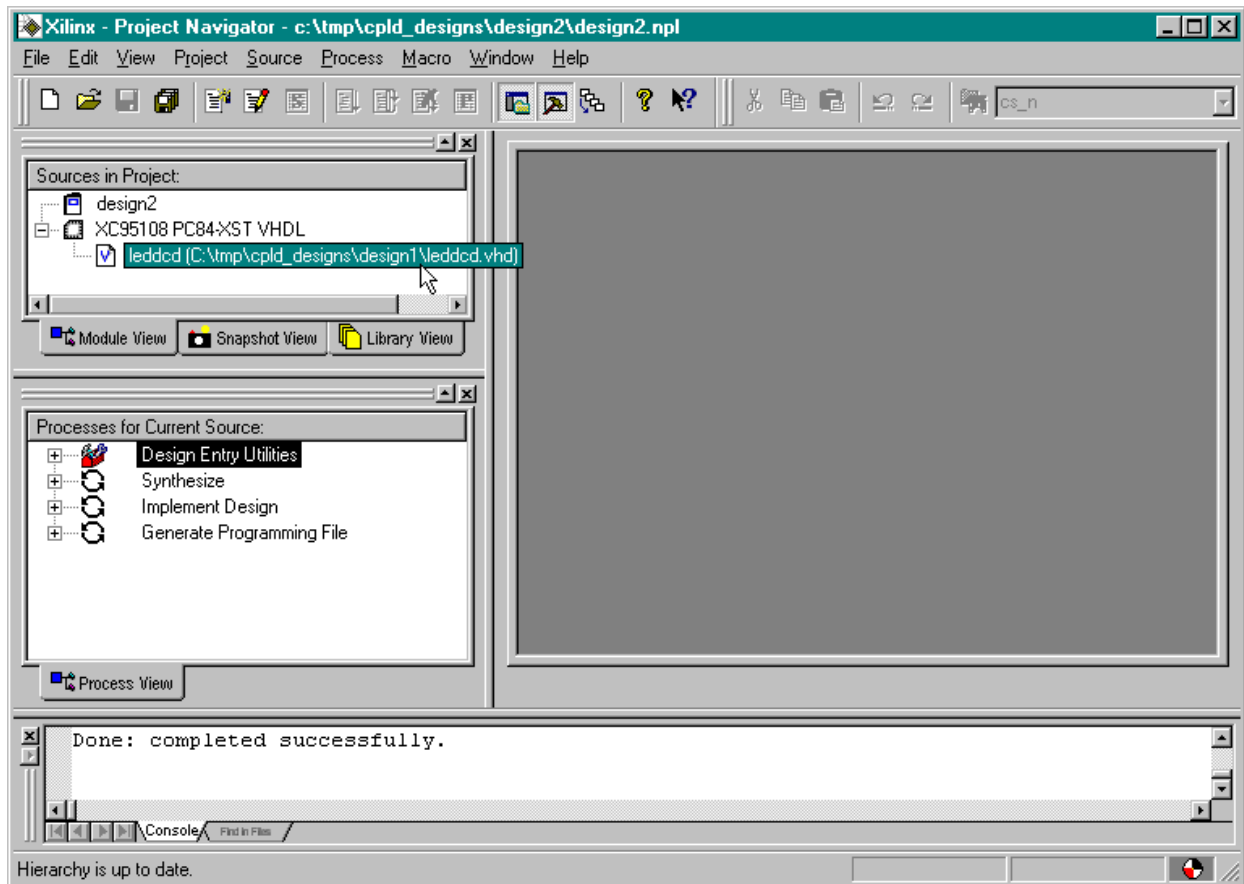 Xilinx - Project Navigator - c:\tmp\cpld_designs\design2\design2.npl
File Edit View Project Source Process Macro Window Help
cs_n
Sources in Project:
design2
XC95108 PC84-XST VHDL
leddcd (C:\tmp\cpld_designs\design1\leddcd.vhd)
Module View Snapshot View Library View
Processes for Current Source:
Design Entry Utilities
Synthesize
Implement Design
Generate Programming File
Process View
Done: completed successfully.
Console Find in Files
Hierarchy is up to date.